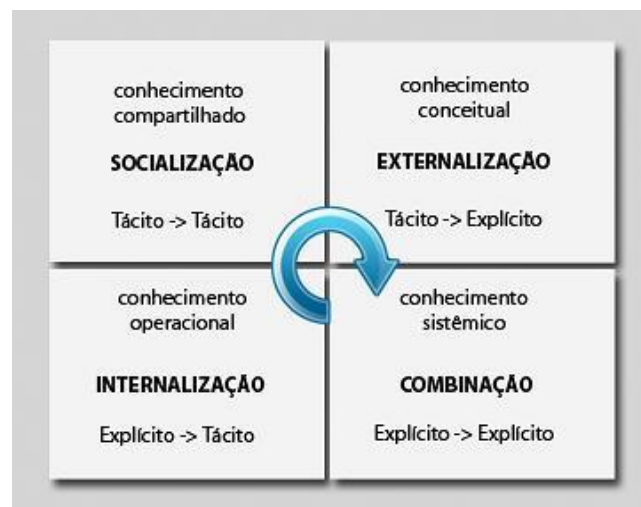 conhecimento
compartilhado
SOCIALIZAÇÃO
Tácito -> Tácito
conhecimento
conceitual
EXTERNALIZAÇÃO
Tácito -> Explícito
conhecimento
operacional
INTERNALIZAÇÃO
Explícito -> Tácito
conhecimento
sistêmico
COMBINAÇÃO
Explícito -> Explícito